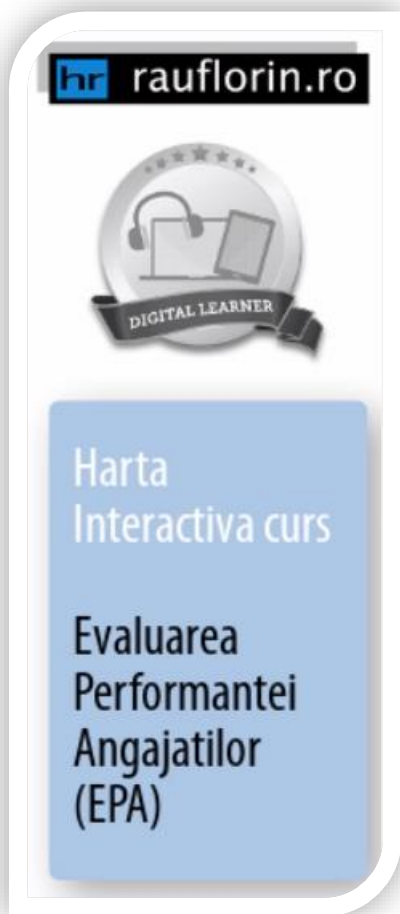 hr rauflorin.ro
DIGITAL LEARNER
Harta
Interactiva curs
Evaluarea
Performantei
Angajatilor
(EPA)